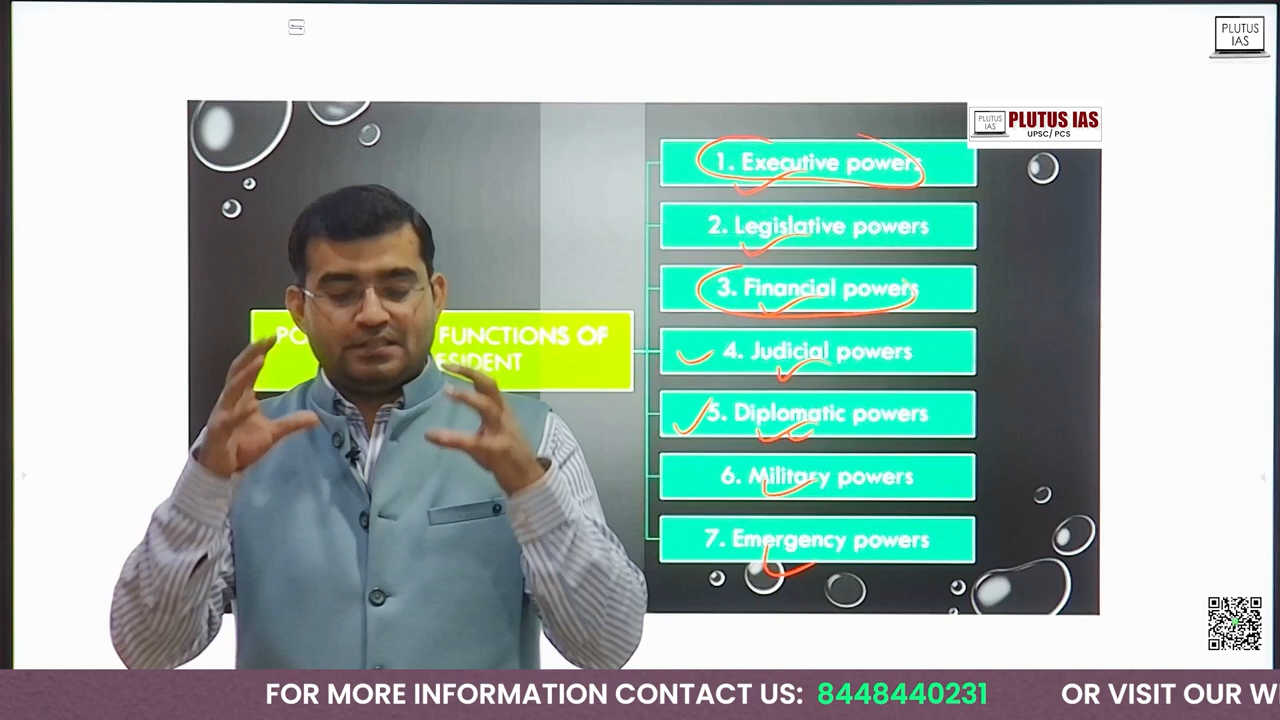 PLUTUS
IAS
PLUTUS
IAS
PLUTUS IAS
UPSC/ PCS
1. Executive powers
2. Legislative powers
3. Financial powers
FUNCTIONS OF
4. Judicial powers
5. Diplomatic powers
6. Military powers
7. Emergency powers
FOR MORE INFORMATION CONTACT US: 8448440231 OR VISIT OUR W